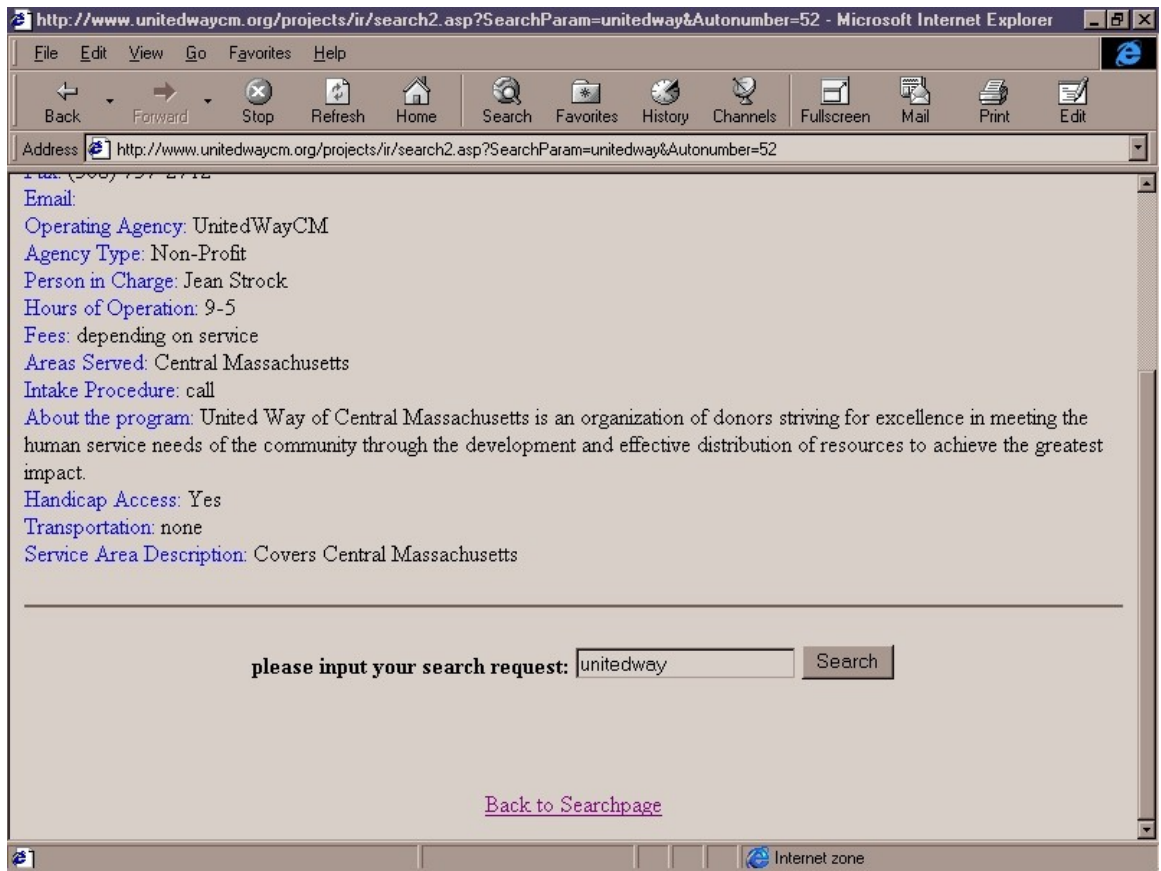 http://www.unitedwaycm.org/projects/ir/search2.asp?SearchParam=unitedway&Autonumber=52 - Microsoft Internet Explorer
File Edit View Go Favorites Help
Back Forward Stop Refresh Home Search Favorites History Channels Fullscreen Mail Print Edit
Address http://www.unitedwaycm.org/projects/ir/search2.asp?SearchParam=unitedway&Autonumber=52
Email:
Operating Agency: UnitedWayCM
Agency Type: Non-Profit
Person in Charge: Jean Strock
Hours of Operation: 9-5
Fees: depending on service
Areas Served: Central Massachusetts
Intake Procedure: call
About the program: United Way of Central Massachusetts is an organization of donors striving for excellence in meeting the
human service needs of the community through the development and effective distribution of resources to achieve the greatest
impact.
Handicap Access: Yes
Transportation: none
Service Area Description: Covers Central Massachusetts
please input your search request: unitedway Search
Back to Searchpage
Internet zone